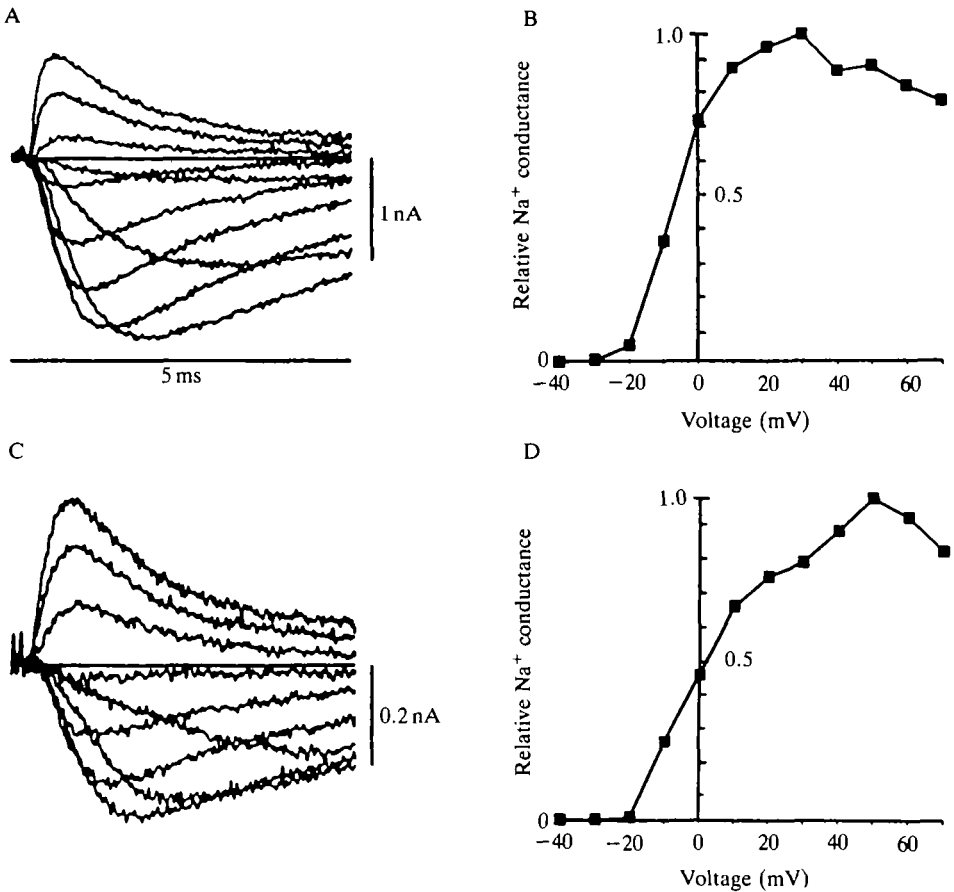 A
1 nA
5 ms
B
Relative Na⁺ conductance
1.0
0.5
0
−40 −20 0 20 40 60
Voltage (mV)
C
0.2 nA
D
Relative Na⁺ conductance
1.0
0.5
0
−40 −20 0 20 40 60
Voltage (mV)